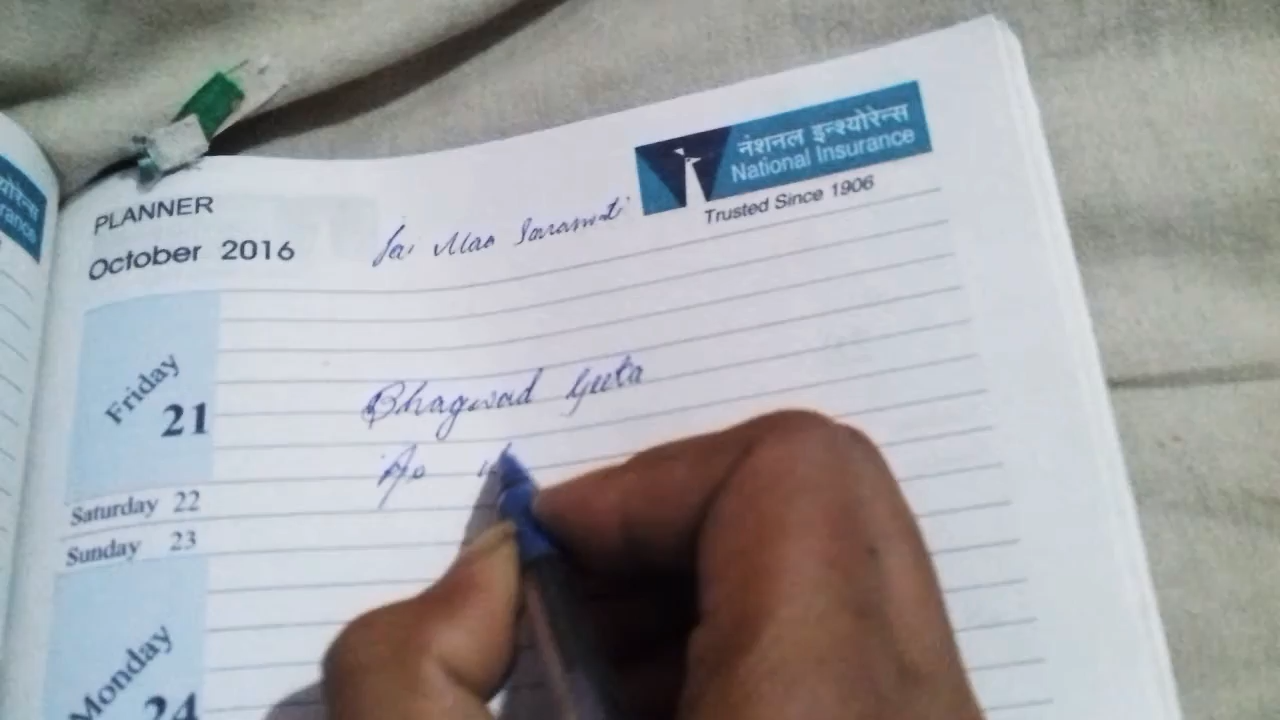 योरेन्स
rance
नेशनल इन्श्योरेन्स
National Insurance
Trusted Since 1906
PLANNER
October 2016
Jai Maa Saraswati
Friday
21
Bhagwad Geeta
Saturday 22
Sunday 23
Monday
24